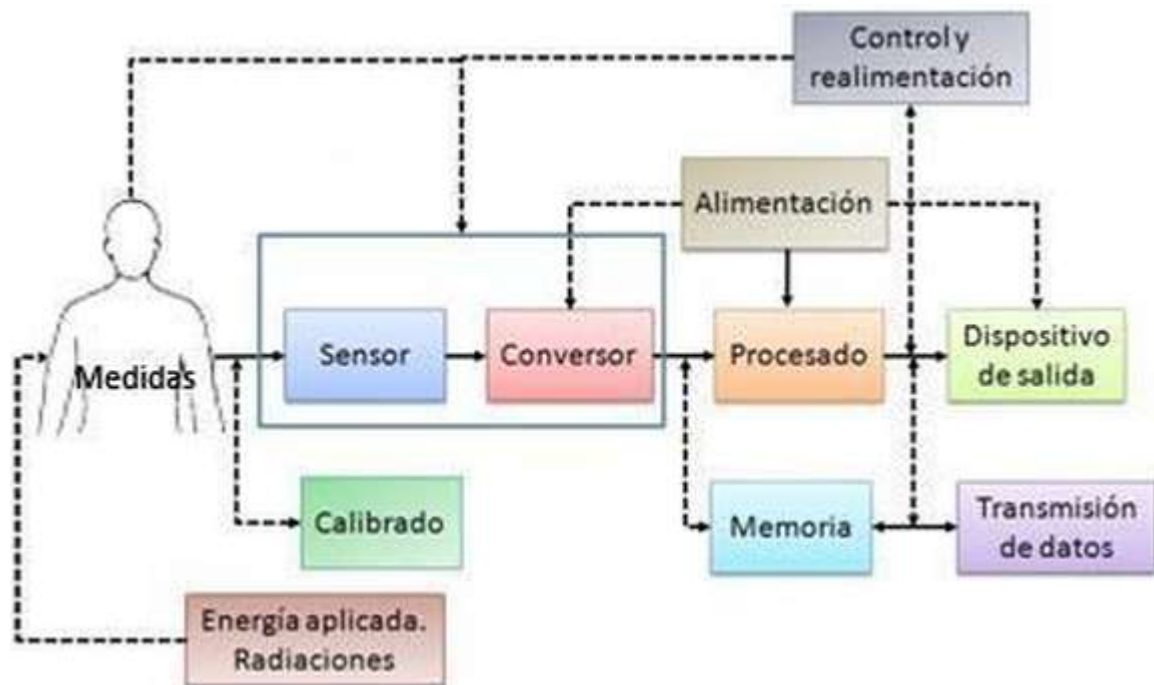 Control y
realimentación
Alimentación
Sensor
Conversor
Procesado
Dispositivo
de salida
Medidas
Calibrado
Memoria
Transmisión
de datos
Energía aplicada.
Radiaciones